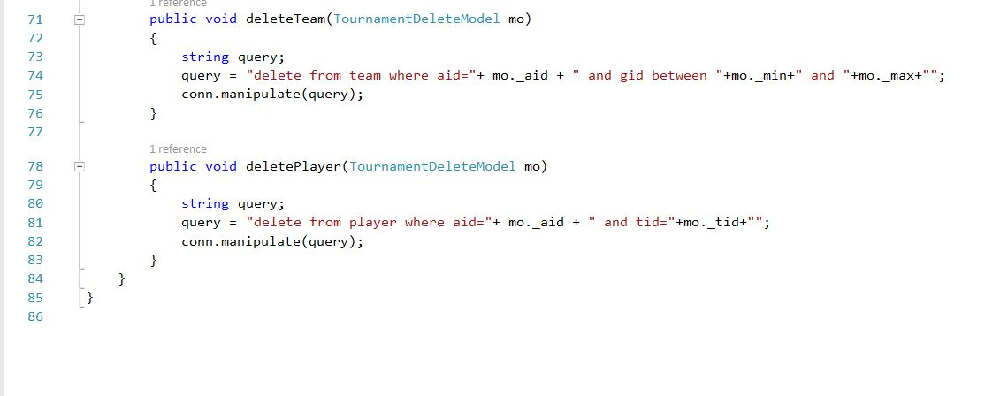 1 reference
71 public void deleteTeam(TournamentDeleteModel mo)
72 {
73 string query;
74 query = "delete from team where aid="+ mo._aid + " and gid between "+mo._min+" and "+mo._max+"";
75 conn.manipulate(query);
76 }
77
1 reference
78 public void deletePlayer(TournamentDeleteModel mo)
79 {
80 string query;
81 query = "delete from player where aid="+ mo._aid + " and tid="+mo._tid+"";
82 conn.manipulate(query);
83 }
84 }
85 }
86